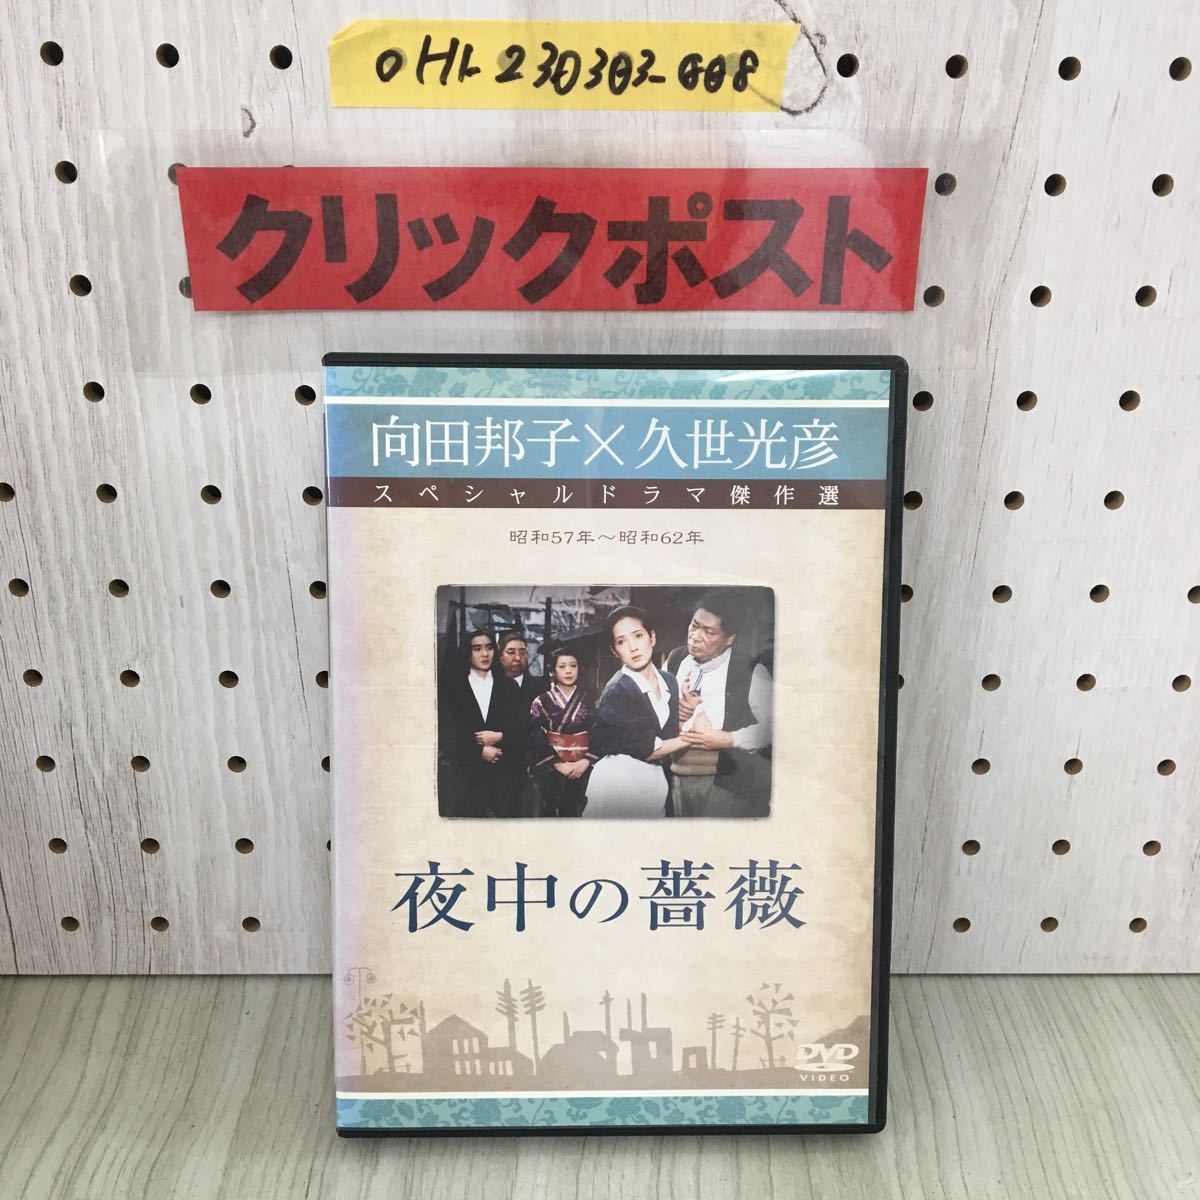 OHト230303-008
クリックポスト
向田邦子×久世光彦
スペシャルドラマ傑作選
昭和57年～昭和62年
夜中の薔薇
DVD
VIDEO